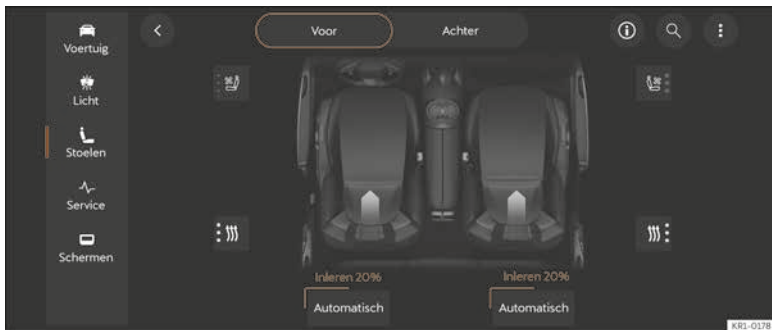 Voor
Achter
Voertuig
Licht
Stoelen
Service
Schermen
Inleren 20%
Inleren 20%
Automatisch
Automatisch
KR1-0178